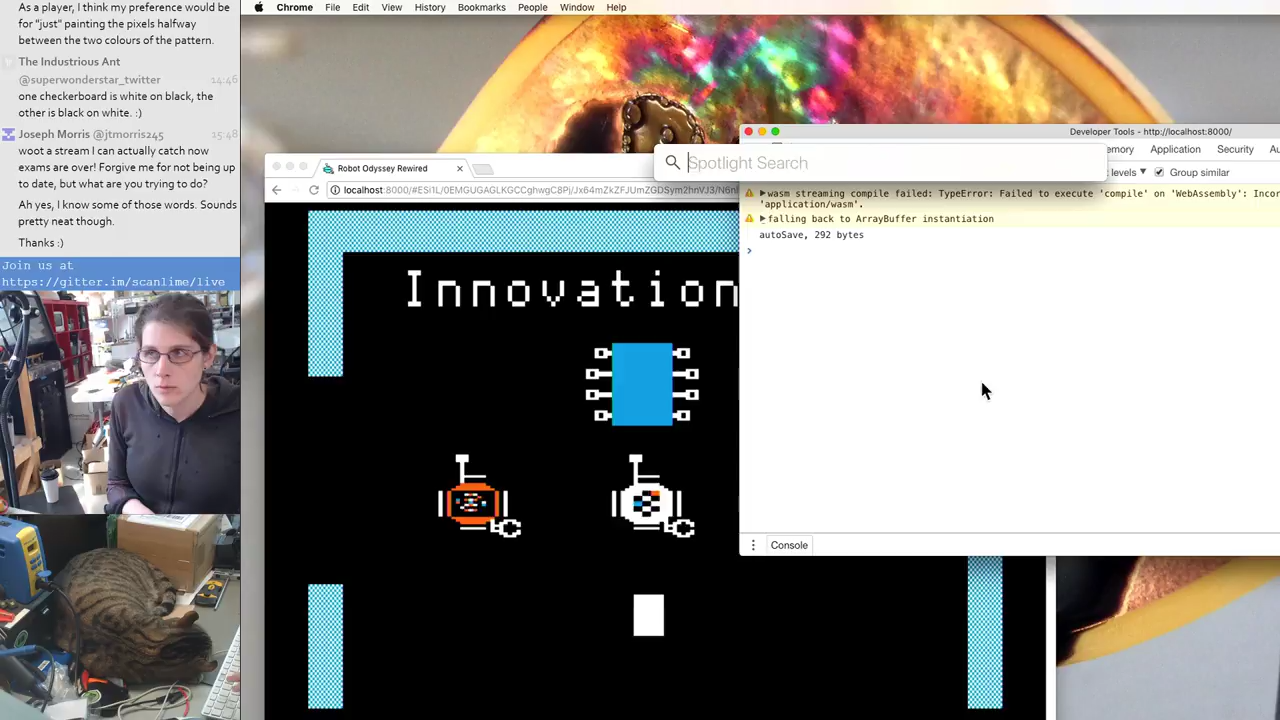 As a player, I think my preference would be
for "just" painting the pixels halfway
between the two colours of the pattern.
The Industrious Ant
@superwonderstar_twitter 14:46
one checkerboard is white on black, the
other is black on white. :)
Joseph Morris @jtmorris245 15:48
woot so rn I can actually catch now
exams are over! Forgive me for not being up
to date, but what are you trying to do?
Ah yes, I know some of those words. Sounds
pretty neat though.
Thanks :)
Join us at
https://gitter.im/scanlime/live
Chrome File Edit View History Bookmarks People Window Help
Developer Tools - http://localhost:8000/
Spotlight Search
emory Application Security Au
levels Group similar
wasm streaming compile failed: TypeError: Failed to execute 'compile' on 'WebAssembly': Incor
'application/wasm'.
falling back to ArrayBuffer instantiation
autoSave, 292 bytes
Console
Robot Odyssey Rewired
Innovation